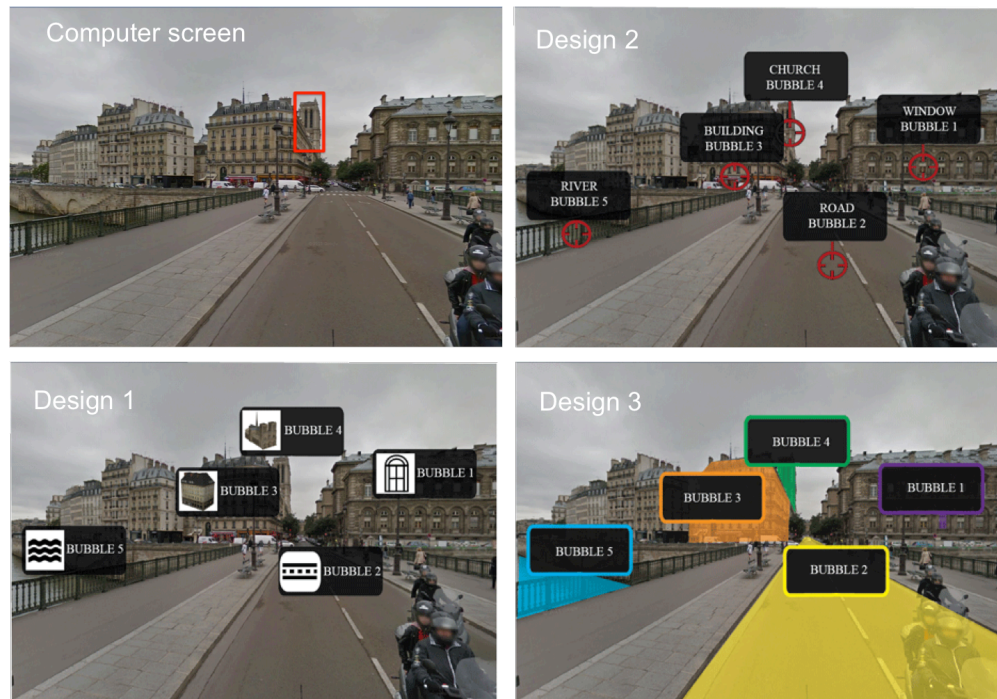 Computer screen
Design 2
CHURCH
BUBBLE 4
WINDOW
BUBBLE 1
BUILDING
BUBBLE 3
RIVER
BUBBLE 5
ROAD
BUBBLE 2
Design 1
BUBBLE 4
BUBBLE 1
BUBBLE 3
BUBBLE 5
BUBBLE 2
Design 3
BUBBLE 4
BUBBLE 1
BUBBLE 3
BUBBLE 5
BUBBLE 2